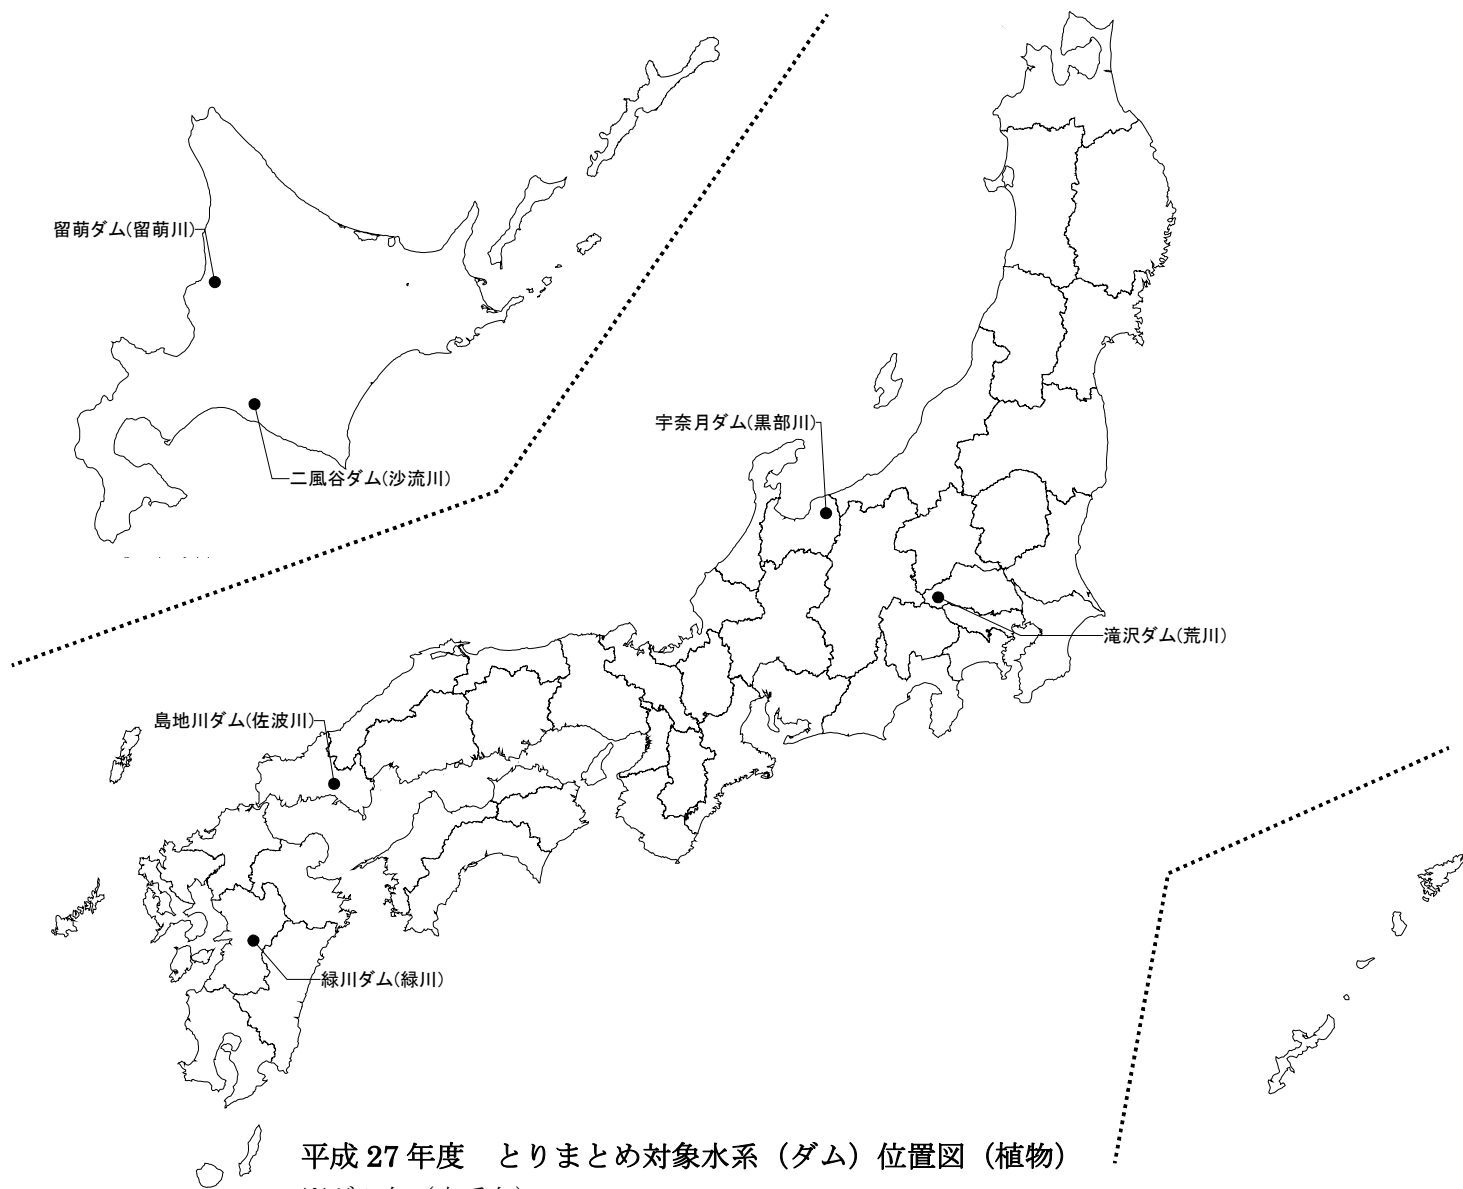 留萌ダム(留萌川)
二風谷ダム(沙流川)
宇奈月ダム(黒部川)
滝沢ダム(荒川)
島地川ダム(佐波川)
緑川ダム(緑川)
平成 27 年度　とりまとめ対象水系（ダム）位置図（植物）